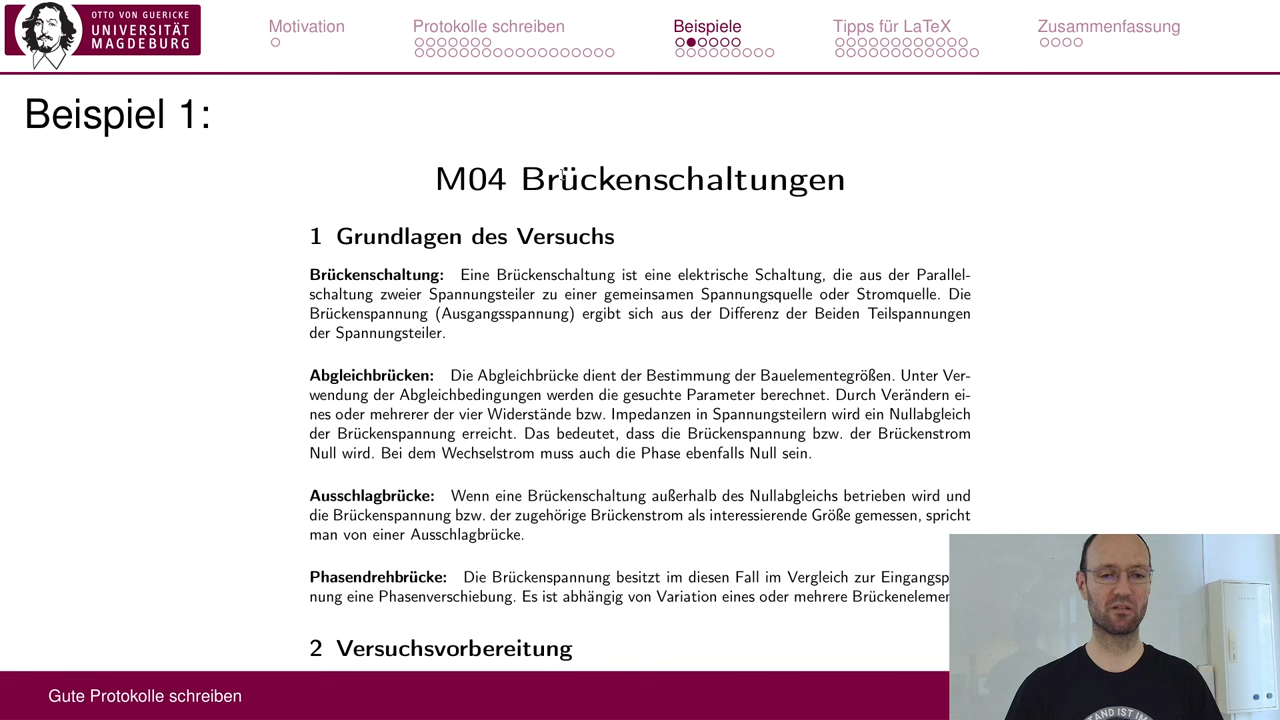 OTTO VON GUERICKE
UNIVERSITÄT
MAGDEBURG
Motivation
Protokolle schreiben
Beispiele
Tipps für LaTeX
Zusammenfassung
Beispiel 1:
M04 Brückenschaltungen
1 Grundlagen des Versuchs
Brückenschaltung: Eine Brückenschaltung ist eine elektrische Schaltung, die aus der Parallel-
schaltung zweier Spannungsteiler zu einer gemeinsamen Spannungsquelle oder Stromquelle. Die
Brückenspannung (Ausgangsspannung) ergibt sich aus der Differenz der Beiden Teilspannungen
der Spannungsteiler.
Abgleichbrücken: Die Abgleichbrücke dient der Bestimmung der Bauelementegrößen. Unter Ver-
wendung der Abgleichbedingungen werden die gesuchte Parameter berechnet. Durch Verändern ei-
nes oder mehrerer der vier Widerstände bzw. Impedanzen in Spannungsteilern wird ein Nullabgleich
der Brückenspannung erreicht. Das bedeutet, dass die Brückenspannung bzw. der Brückenstrom
Null wird. Bei dem Wechselstrom muss auch die Phase ebenfalls Null sein.
Ausschlagbrücke: Wenn eine Brückenschaltung außerhalb des Nullabgleichs betrieben wird und
die Brückenspannung bzw. der zugehörige Brückenstrom als interessierende Größe gemessen, spricht
man von einer Ausschlagbrücke.
Phasendrehbrücke: Die Brückenspannung besitzt im diesen Fall im Vergleich zur Eingangsp
nung eine Phasenverschiebung. Es ist abhängig von Variation eines oder mehrere Brückenelemen
2 Versuchsvorbereitung
Gute Protokolle schreiben